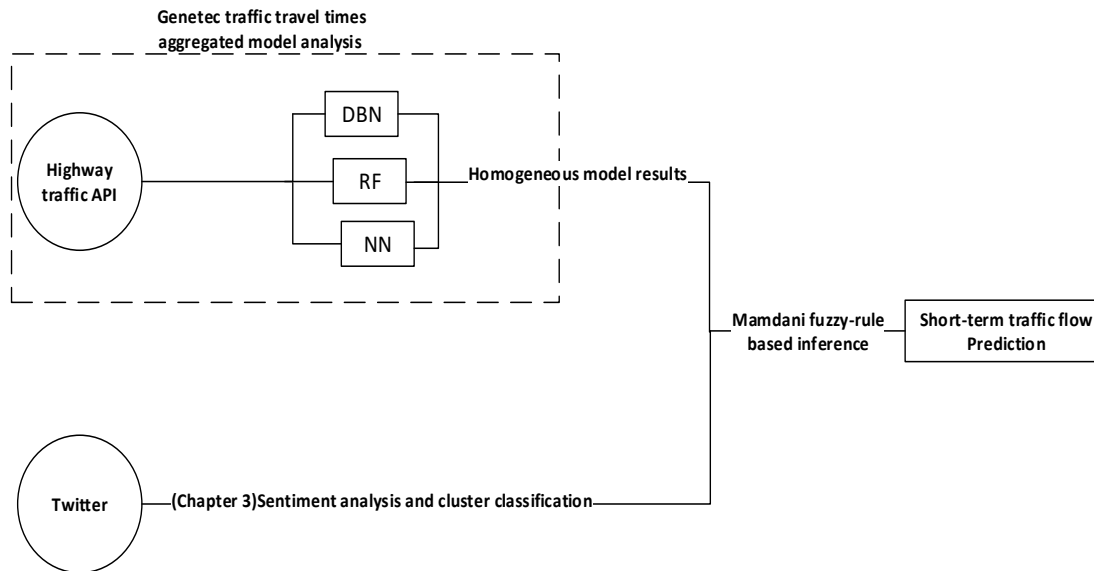 Genetec traffic travel times
aggregated model analysis
Highway
traffic API
DBN
RF
NN
Homogeneous model results
Mamdani fuzzy-rule
based inference
Short-term traffic flow
Prediction
Twitter
(Chapter 3)Sentiment analysis and cluster classification